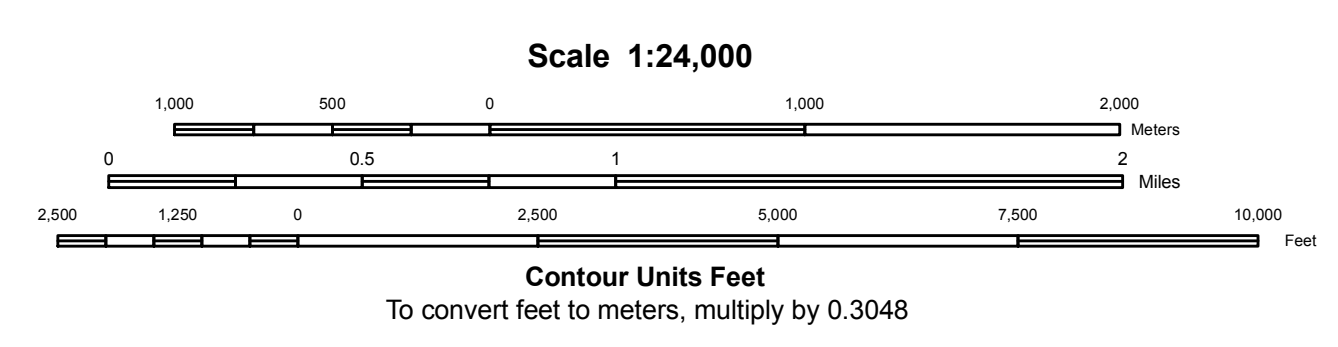 Scale 1:24,000
1,000 500 0 1,000 2,000
Meters
0 0.5 1 2
Miles
2,500 1,250 0 2,500 5,000 7,500 10,000
Feet
Contour Units Feet
To convert feet to meters, multiply by 0.3048